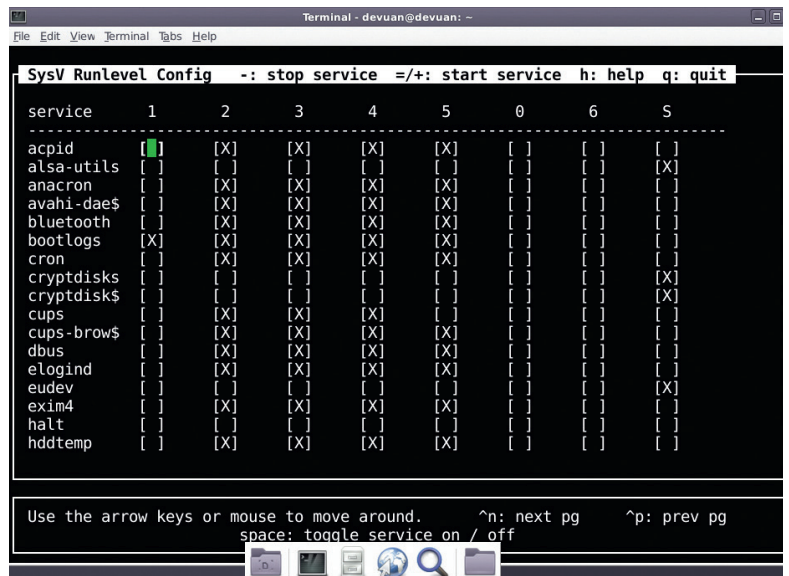 Terminal - devuan@devuan: ~
File Edit View Terminal Tabs Help
SysV Runlevel Config   -: stop service  =/+: start service  h: help  q: quit
service      1      2      3      4      5      0      6      S
acpid       [ ]    [X]    [X]    [X]    [X]    [ ]    [ ]    [ ]
alsa-utils  [ ]    [ ]    [ ]    [ ]    [ ]    [ ]    [ ]    [X]
anacron     [ ]    [X]    [X]    [X]    [X]    [ ]    [ ]    [ ]
avahi-dae$  [ ]    [X]    [X]    [X]    [X]    [ ]    [ ]    [ ]
bluetooth   [ ]    [X]    [X]    [X]    [X]    [ ]    [ ]    [ ]
bootlogs    [X]    [X]    [X]    [X]    [X]    [ ]    [ ]    [ ]
cron        [ ]    [X]    [X]    [X]    [X]    [ ]    [ ]    [ ]
cryptdisks  [ ]    [ ]    [ ]    [ ]    [ ]    [ ]    [ ]    [X]
cryptdisk$  [ ]    [ ]    [ ]    [ ]    [ ]    [ ]    [ ]    [X]
cups        [ ]    [X]    [X]    [X]    [ ]    [ ]    [ ]    [ ]
cups-brow$  [ ]    [X]    [X]    [X]    [X]    [ ]    [ ]    [ ]
dbus        [ ]    [X]    [X]    [X]    [X]    [ ]    [ ]    [ ]
elogind     [ ]    [X]    [X]    [X]    [X]    [ ]    [ ]    [ ]
eudev       [ ]    [ ]    [ ]    [ ]    [ ]    [ ]    [ ]    [X]
exim4       [ ]    [X]    [X]    [X]    [X]    [ ]    [ ]    [ ]
halt        [ ]    [ ]    [ ]    [ ]    [ ]    [ ]    [ ]    [ ]
hddtemp     [ ]    [X]    [X]    [X]    [X]    [ ]    [ ]    [ ]
Use the arrow keys or mouse to move around.      ^n: next pg     ^p: prev pg
space: toggle service on / off